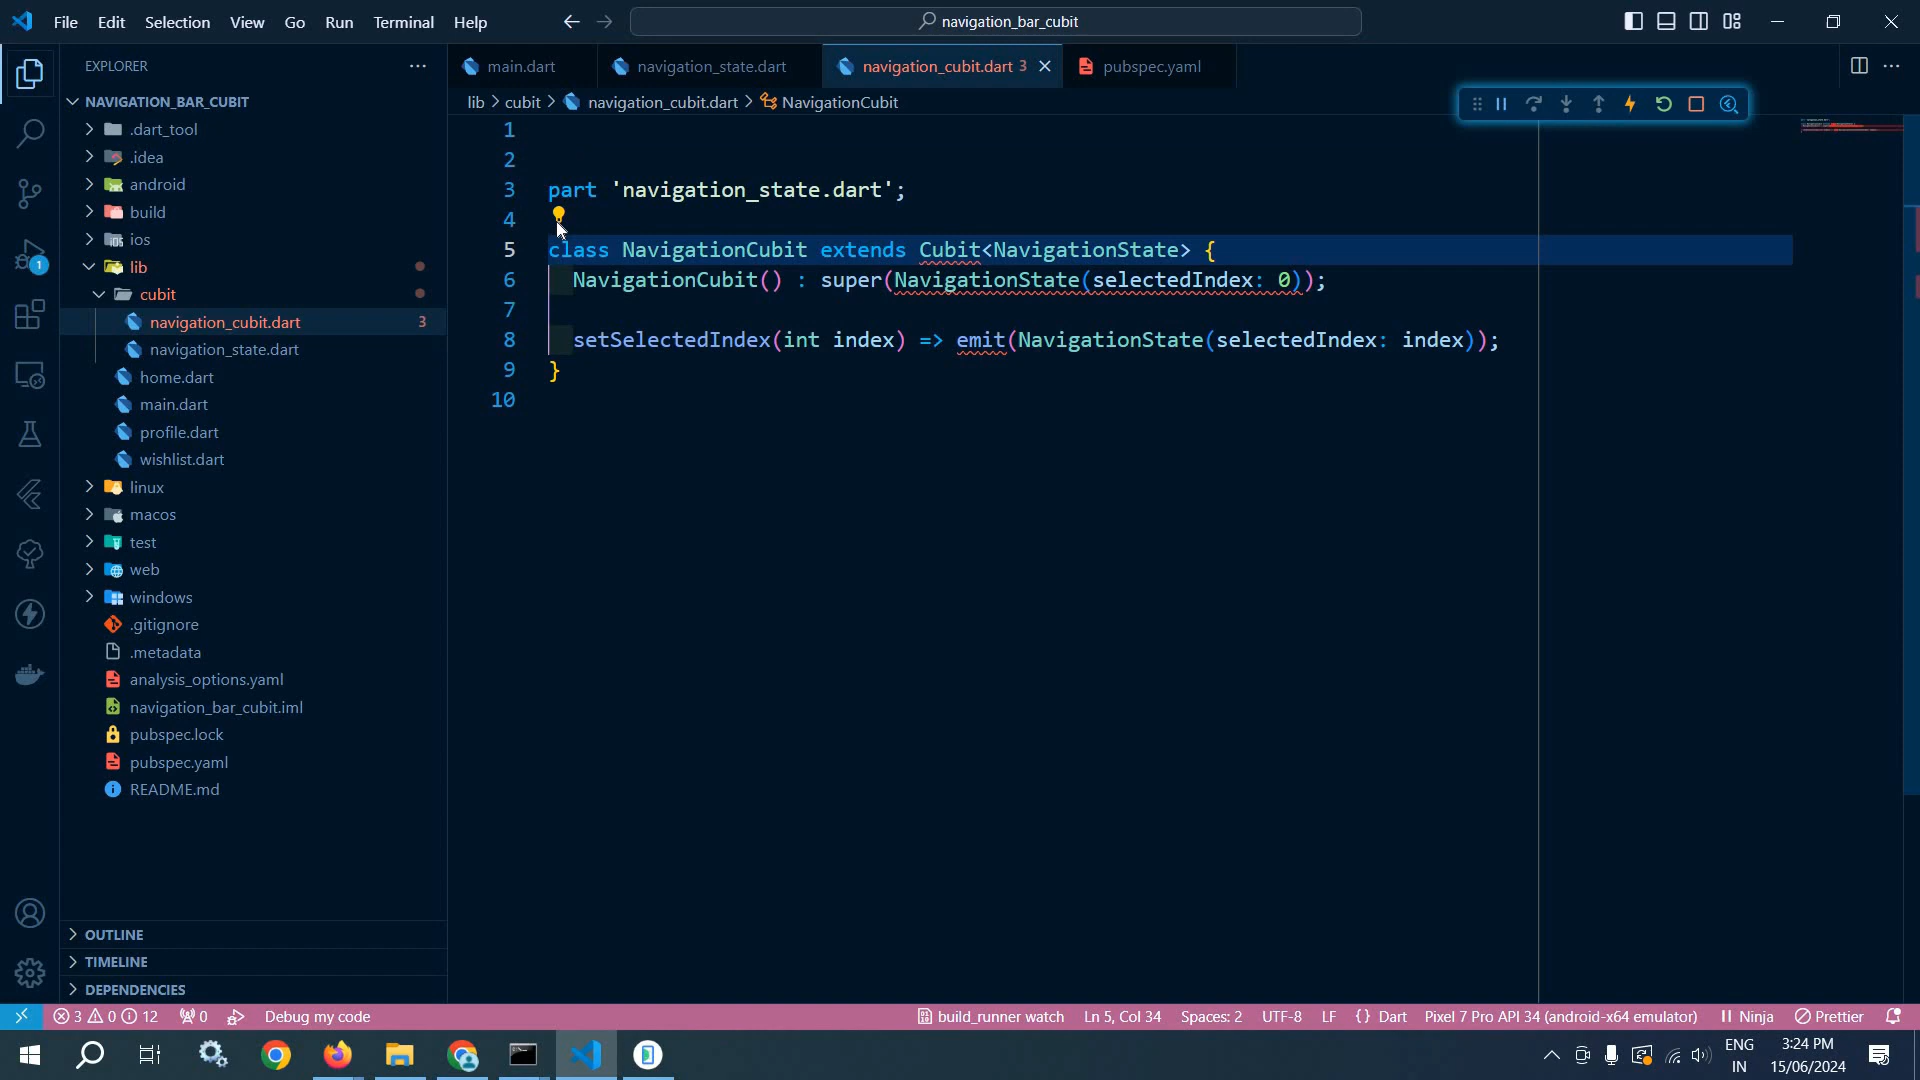 File Edit Selection View Go Run Terminal Help
navigation_bar_cubit
EXPLORER
main.dart
navigation_state.dart
navigation_cubit.dart 3
pubspec.yaml
lib > cubit > navigation_cubit.dart > NavigationCubit
NAVIGATION_BAR_CUBIT
.dart_tool
.idea
android
build
ios
lib
cubit
navigation_cubit.dart 3
navigation_state.dart
home.dart
main.dart
profile.dart
wishlist.dart
linux
macos
test
web
windows
.gitignore
.metadata
analysis_options.yaml
navigation_bar_cubit.iml
pubspec.lock
pubspec.yaml
README.md
OUTLINE
TIMELINE
DEPENDENCIES
1
1
2
3 part 'navigation_state.dart';
4
5 class NavigationCubit extends Cubit<NavigationState> {
6 NavigationCubit() : super(NavigationState(selectedIndex: 0));
7
8 setSelectedIndex(int index) => emit(NavigationState(selectedIndex: index));
9 }
10
3 0 12 0 Debug my code build_runner watch Ln 5, Col 34 Spaces: 2 UTF-8 LF {} Dart Pixel 7 Pro API 34 (android-x64 emulator) Ninja Prettier
ENG
IN
3:24 PM
15/06/2024